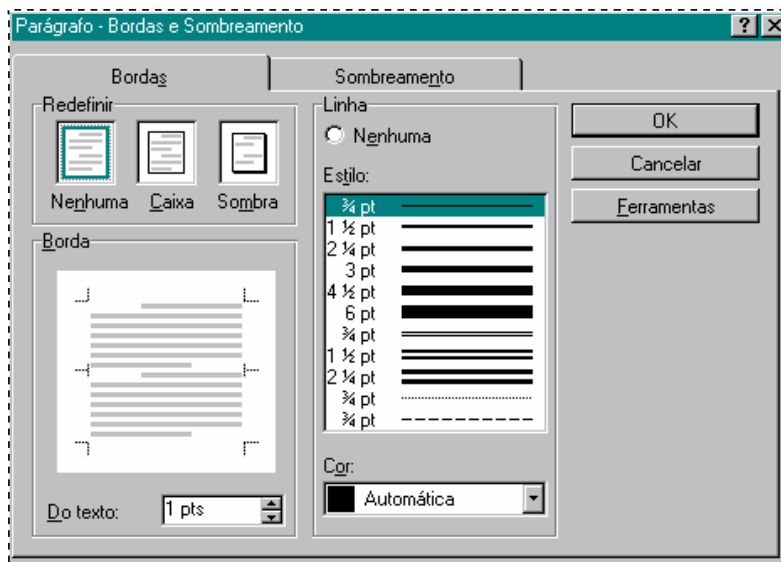 Parágrafo - Bordas e Sombreamento
Bordas
Sombreamento
Redefinir
Nenhuma
Caixa
Sombra
Borda
Do texto:
1 pts
Linha
Nenhuma
Estilo:
¾ pt
1 ½ pt
2 ¼ pt
3 pt
4 ½ pt
6 pt
¾ pt
1 ½ pt
2 ¼ pt
¾ pt
¾ pt
Cor:
Automática
OK
Cancelar
Ferramentas